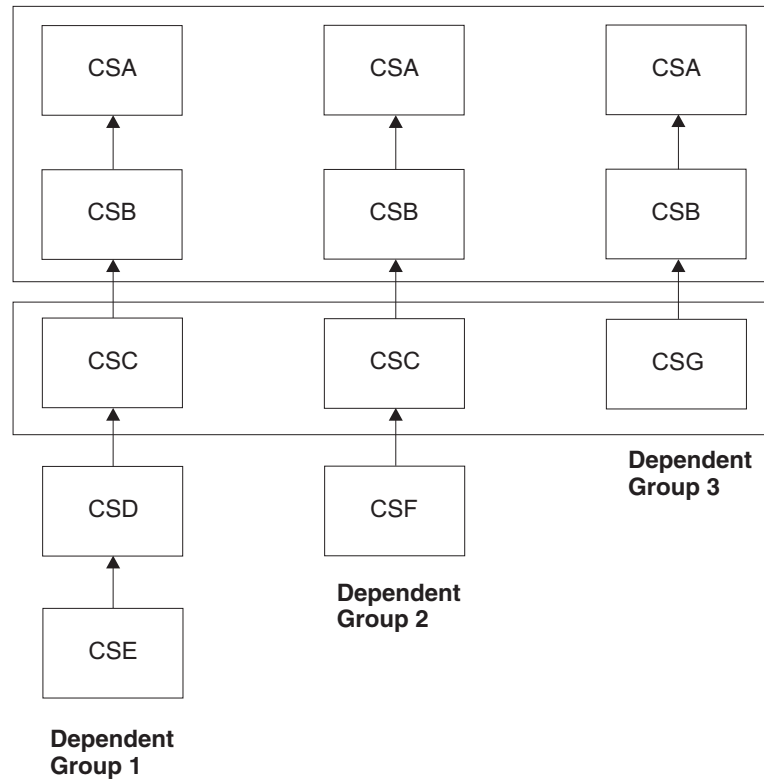 CSA
CSA
CSA
CSB
CSB
CSB
CSC
CSC
CSG
Dependent
Group 3
CSD
CSF
Dependent
Group 2
CSE
Dependent
Group 1